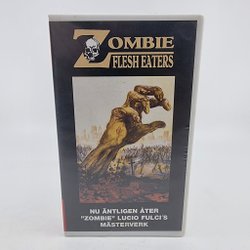 ZOMBIE
FLESH EATERS
NU ÄNTLIGEN ÅTER
"ZOMBIE" LUCIO FULCI'S
MÄSTERVERK